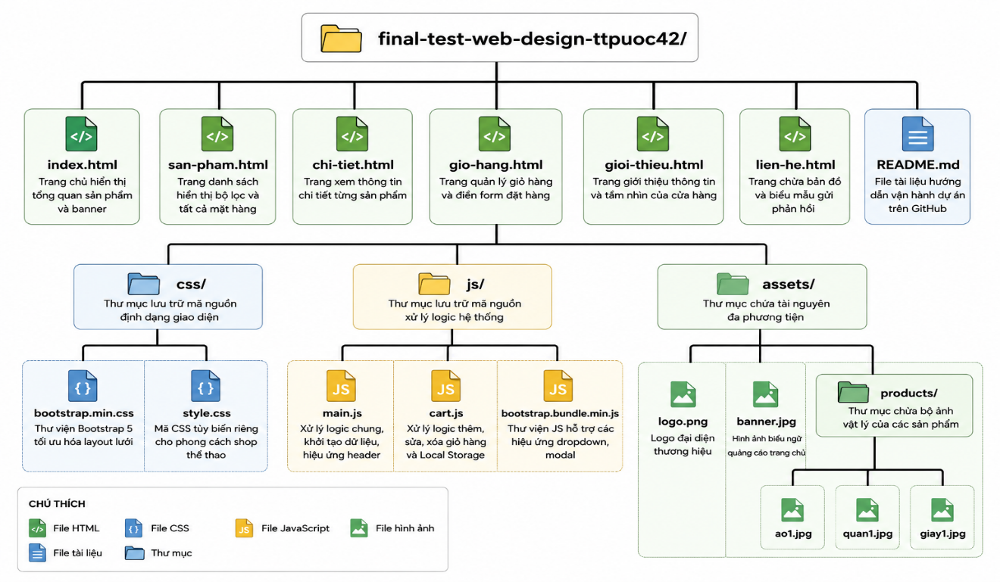 final-test-web-design-ttpuoc42/
</>
index.html
Trang chủ hiển thị
tổng quan sản phẩm
và banner
</>
san-pham.html
Trang danh sách
hiển thị bộ lọc và
tất cả mặt hàng
</>
chi-tiet.html
Trang xem thông tin
chi tiết từng sản phẩm
</>
gio-hang.html
Trang quản lý giỏ hàng
và điền form đặt hàng
</>
gioi-thieu.html
Trang giới thiệu thông tin
và tầm nhìn của cửa hàng
</>
lien-he.html
Trang chứa bản đồ
và biểu mẫu gửi
phản hồi
README.md
File tài liệu hướng
dẫn vận hành dự án
trên GitHub
css/
Thư mục lưu trữ mã nguồn
định dạng giao diện
js/
Thư mục lưu trữ mã nguồn
xử lý logic hệ thống
assets/
Thư mục chứa tài nguyên
đa phương tiện
{ }
bootstrap.min.css
Thư viện Bootstrap 5
tối ưu hóa layout lưới
{ }
style.css
Mã CSS tùy biến riêng
cho phong cách shop
thể thao
JS
main.js
Xử lý logic chung,
khởi tạo dữ liệu,
hiệu ứng header
JS
cart.js
Xử lý logic thêm,
sửa, xóa giỏ hàng
và Local Storage
JS
bootstrap.bundle.min.js
Thư viện JS hỗ trợ các
hiệu ứng dropdown,
modal
logo.png
Logo đại diện
thương hiệu
banner.jpg
Hình ảnh biểu ngữ
quảng cáo trang chủ
products/
Thư mục chứa bộ ảnh
vật lý của các sản phẩm
ao1.jpg
quan1.jpg
giay1.jpg
CHÚ THÍCH
</> File HTML
{ } File CSS
JS File JavaScript
File hình ảnh
File tài liệu
Thư mục